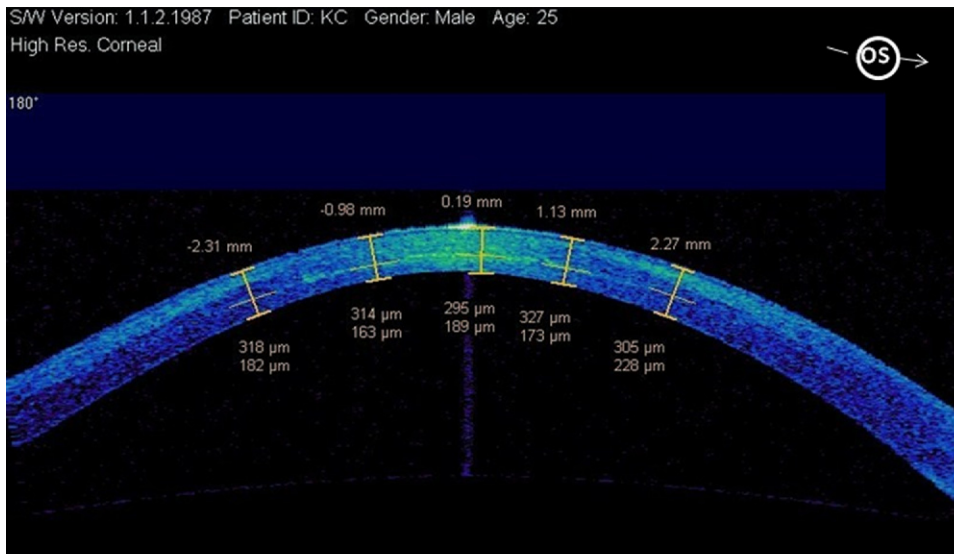 S/W Version: 1.1.2.1987 Patient ID: KC Gender: Male Age: 25
High Res. Corneal
OS
180°
-2.31 mm
-0.98 mm
0.19 mm
1.13 mm
2.27 mm
318 µm
182 µm
314 µm
163 µm
295 µm
189 µm
327 µm
173 µm
305 µm
228 µm